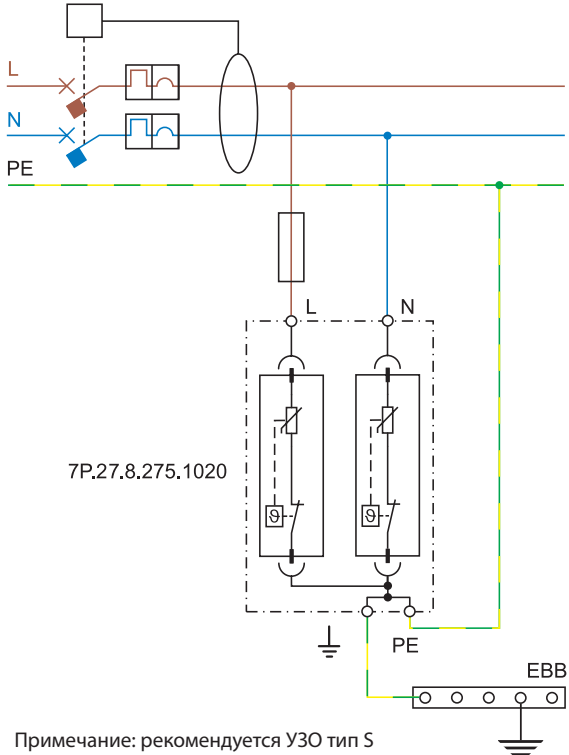 L
N
PE
L
N
7P.27.8.275.1020
ϑ
ϑ
PE
EBB
Примечание: рекомендуется УЗО тип S